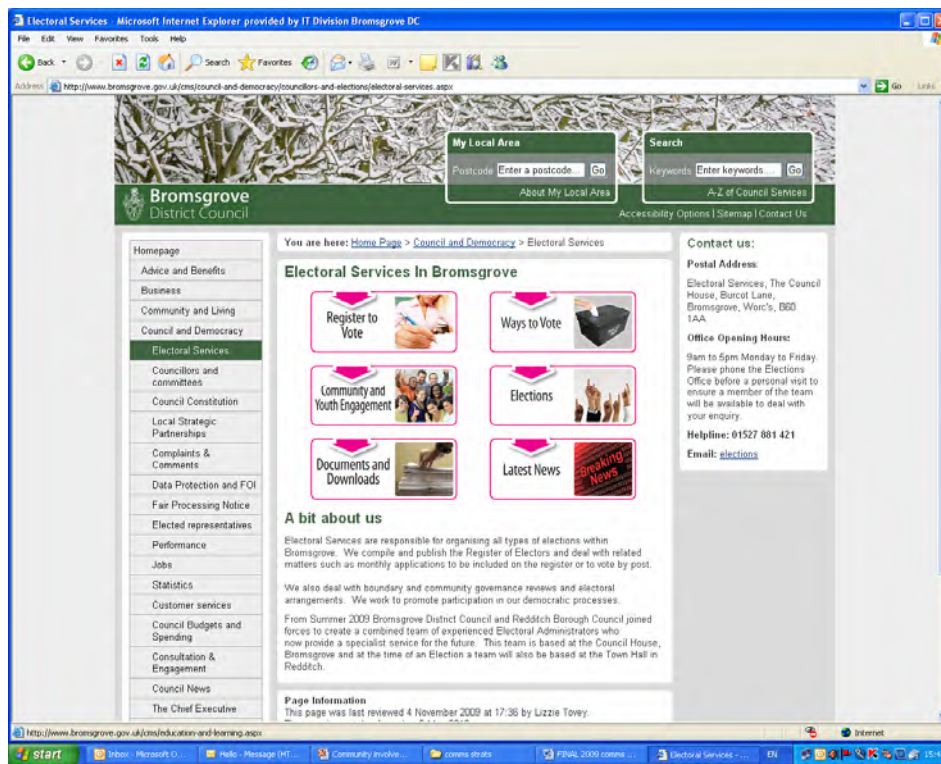 Electoral Services - Microsoft Internet Explorer provided by IT Division Bromsgrove DC
File Edit View Favorites Tools Help
Back Search Favorites
Address http://www.bromsgrove.gov.uk/cms/council-and-democracy/councillors-and-elections/electoral-services.aspx Go Links
My Local Area
Postcode Enter a postcode... Go
About My Local Area
Search
Keywords Enter keywords.... Go
A-Z of Council Services
Bromsgrove
District Council
Accessibility Options | Sitemap | Contact Us
Homepage
Advice and Benefits
Business
Community and Living
Council and Democracy
Electoral Services
Councillors and
committees
Council Constitution
Local Strategic
Partnerships
Complaints &
Comments
Data Protection and FOI
Fair Processing Notice
Elected representatives
Performance
Jobs
Statistics
Customer services
Council Budgets and
Spending
Consultation &
Engagement
Council News
The Chief Executive
You are here: Home Page > Council and Democracy > Electoral Services
Electoral Services In Bromsgrove
Register to
Vote
Ways to Vote
Community and
Youth Engagement
Elections
Documents and
Downloads
Latest News
Breaking
News
A bit about us
Electoral Services are responsible for organising all types of elections within
Bromsgrove. We compile and publish the Register of Electors and deal with related
matters such as monthly applications to be included on the register or to vote by post.
We also deal with boundary and community governance reviews and electoral
arrangements. We work to promote participation in our democratic processes.
From Summer 2009 Bromsgrove District Council and Redditch Borough Council joined
forces to create a combined team of experienced Electoral Administrators who
now provide a specialist service for the future. This team is based at the Council House,
Bromsgrove and at the time of an Election a team will also be based at the Town Hall in
Redditch.
Page Information
This page was last reviewed 4 November 2009 at 17:36 by Lizzie Tovey.
Contact us:
Postal Address:
Electoral Services, The Council
House, Burcot Lane,
Bromsgrove, Worc's, B60
1AA
Office Opening Hours:
9am to 5pm Monday to Friday.
Please phone the Elections
Office before a personal visit to
ensure a member of the team
will be available to deal with
your enquiry.
Helpline: 01527 881 421
Email: elections
http://www.bromsgrove.gov.uk/cms/education-and-learning.aspx Internet
start Inbox - Microsoft O... Hello - Message (HT... Community Involve... comms strats FINAL 2009 comms ... Electoral Services - ... EN